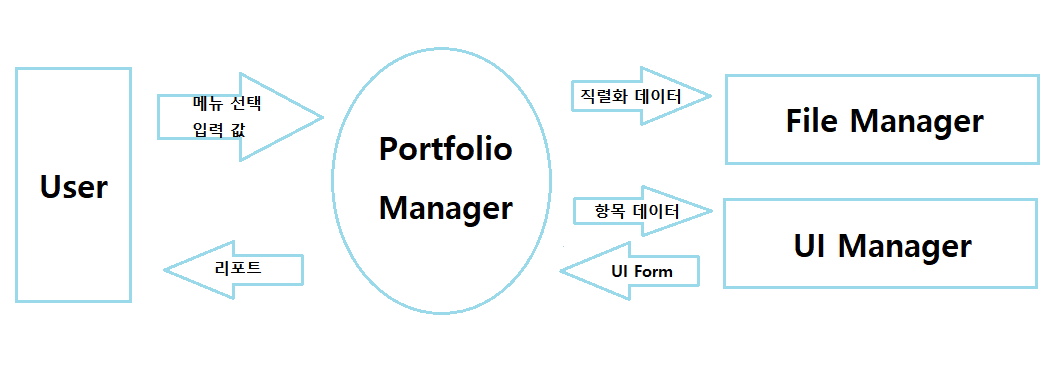 User
메뉴 선택
입력 값
리포트
Portfolio
Manager
직렬화 데이터
File Manager
항목 데이터
UI Form
UI Manager